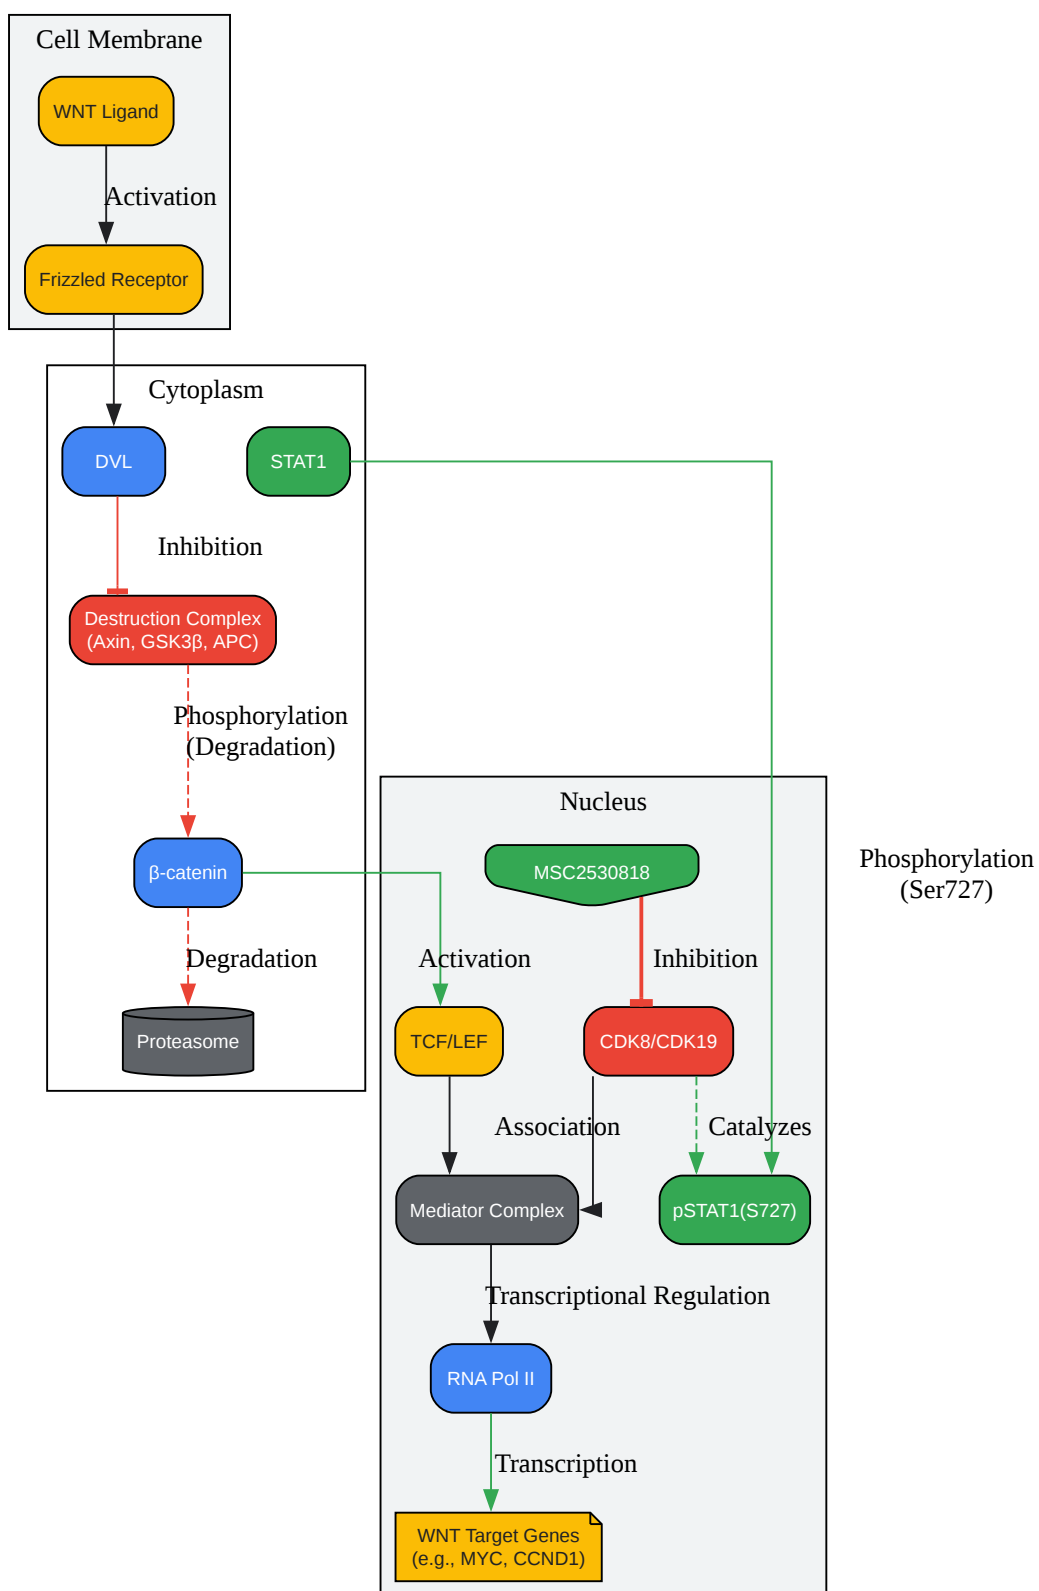 Cell Membrane
WNT Ligand
Activation
Frizzled Receptor
Cytoplasm
DVL
STAT1
Inhibition
Destruction Complex
(Axin, GSK3β, APC)
Phosphorylation
(Degradation)
β-catenin
Degradation
Proteasome
Nucleus
MSC2530818
Phosphorylation
(Ser727)
Activation
Inhibition
TCF/LEF
CDK8/CDK19
Association
Catalyzes
Mediator Complex
pSTAT1(S727)
Transcriptional Regulation
RNA Pol II
Transcription
WNT Target Genes
(e.g., MYC, CCND1)